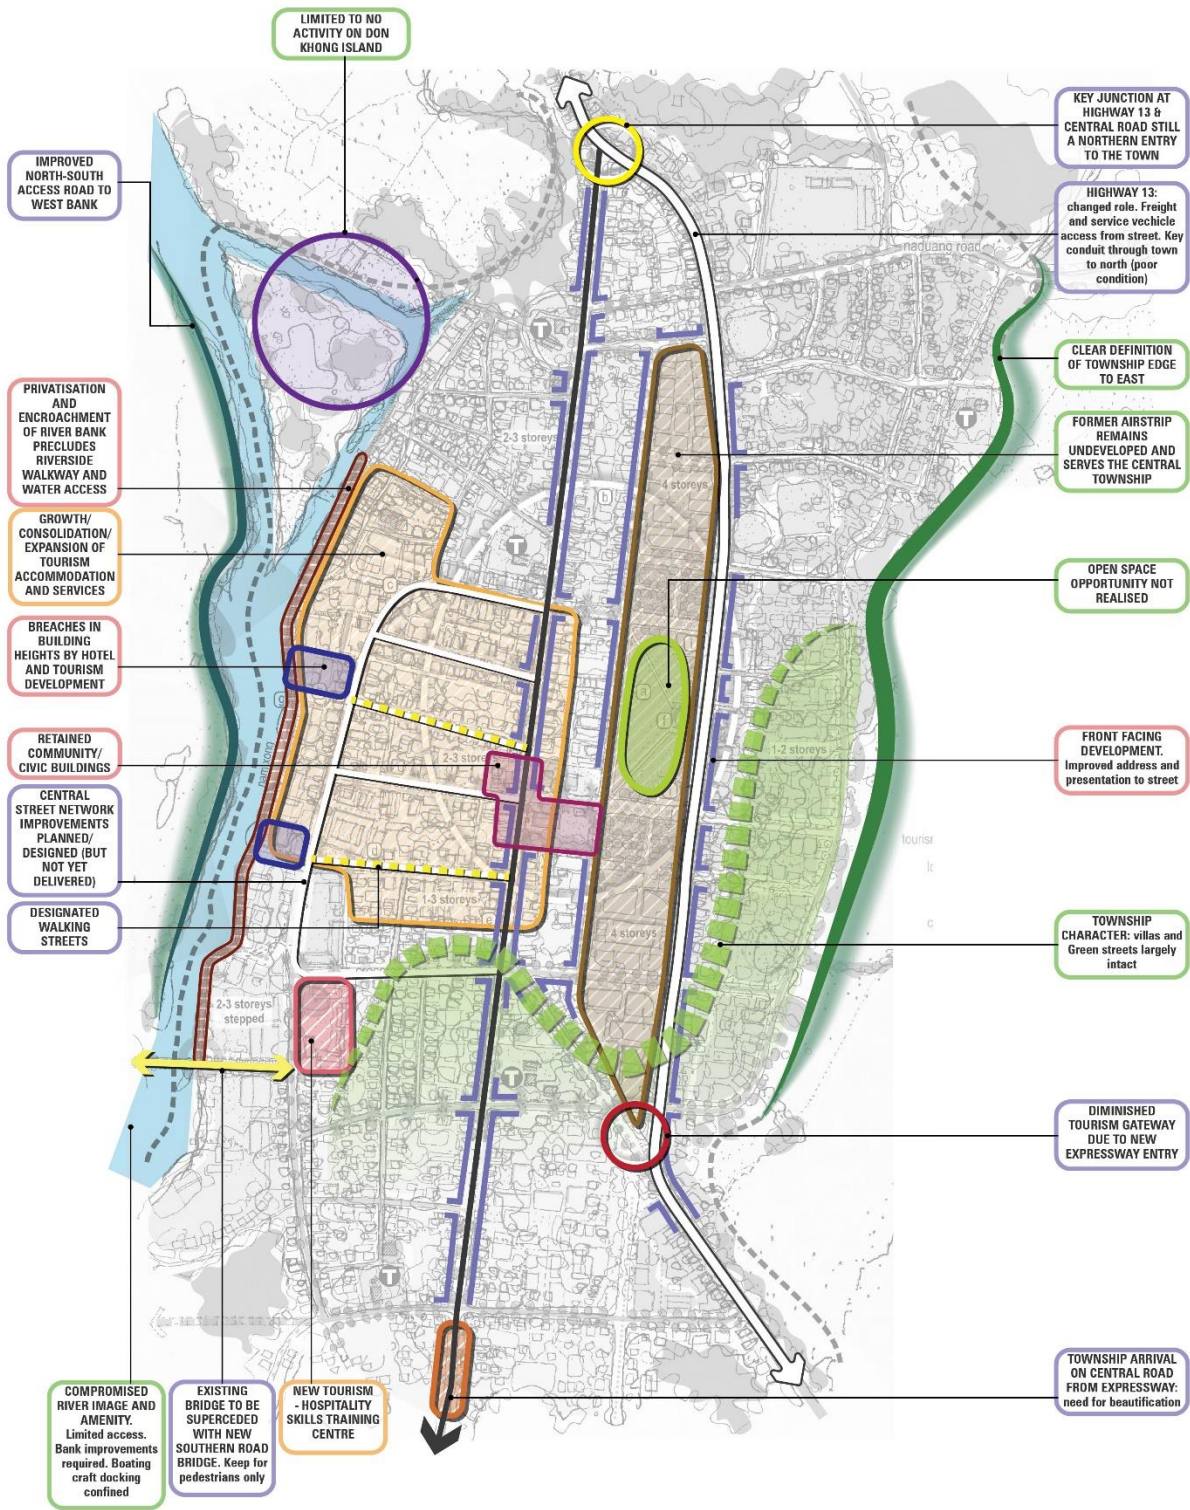 LIMITED TO NO
ACTIVITY ON DON
KHONG ISLAND
IMPROVED
NORTH-SOUTH
ACCESS ROAD TO
WEST BANK
PRIVATISATION
AND
ENCROACHMENT
OF RIVER BANK
PRECLUDES
RIVERSIDE
WALKWAY AND
WATER ACCESS
GROWTH/
CONSOLIDATION/
EXPANSION OF
TOURISM
ACCOMMODATION
AND SERVICES
BREACHES IN
BUILDING
HEIGHTS BY HOTEL
AND TOURISM
DEVELOPMENT
RETAINED
COMMUNITY/
CIVIC BUILDINGS
CENTRAL
STREET NETWORK
IMPROVEMENTS
PLANNED/
DESIGNED (BUT
NOT YET
DELIVERED)
DESIGNATED
WALKING
STREETS
KEY JUNCTION AT
HIGHWAY 13 &
CENTRAL ROAD STILL
A NORTHERN ENTRY
TO THE TOWN
HIGHWAY 13:
changed role. Freight
and service vechicle
access from street. Key
conduit through town
to north (poor
condition)
CLEAR DEFINITION
OF TOWNSHIP EDGE
TO EAST
FORMER AIRSTRIP
REMAINS
UNDEVELOPED AND
SERVES THE CENTRAL
TOWNSHIP
OPEN SPACE
OPPORTUNITY NOT
REALISED
FRONT FACING
DEVELOPMENT.
Improved address and
presentation to street
TOWNSHIP
CHARACTER: villas and
Green streets largely
intact
DIMINISHED
TOURISM GATEWAY
DUE TO NEW
EXPRESSWAY ENTRY
TOWNSHIP ARRIVAL
ON CENTRAL ROAD
FROM EXPRESSWAY:
need for beautification
naduang road
T
T
2-3 storeys
4 storeys
b
T
c
a
f
g
nam xong
2-3 storeys
1-2 storeys
d
1-3 storeys
e
4 storeys
2-3 storeys
stepped
T
T
COMPROMISED
RIVER IMAGE AND
AMENITY.
Limited access.
Bank improvements
required. Boating
craft docking
confined
EXISTING
BRIDGE TO BE
SUPERCEDED
WITH NEW
SOUTHERN ROAD
BRIDGE. Keep for
pedestrians only
NEW TOURISM
- HOSPITALITY
SKILLS TRAINING
CENTRE